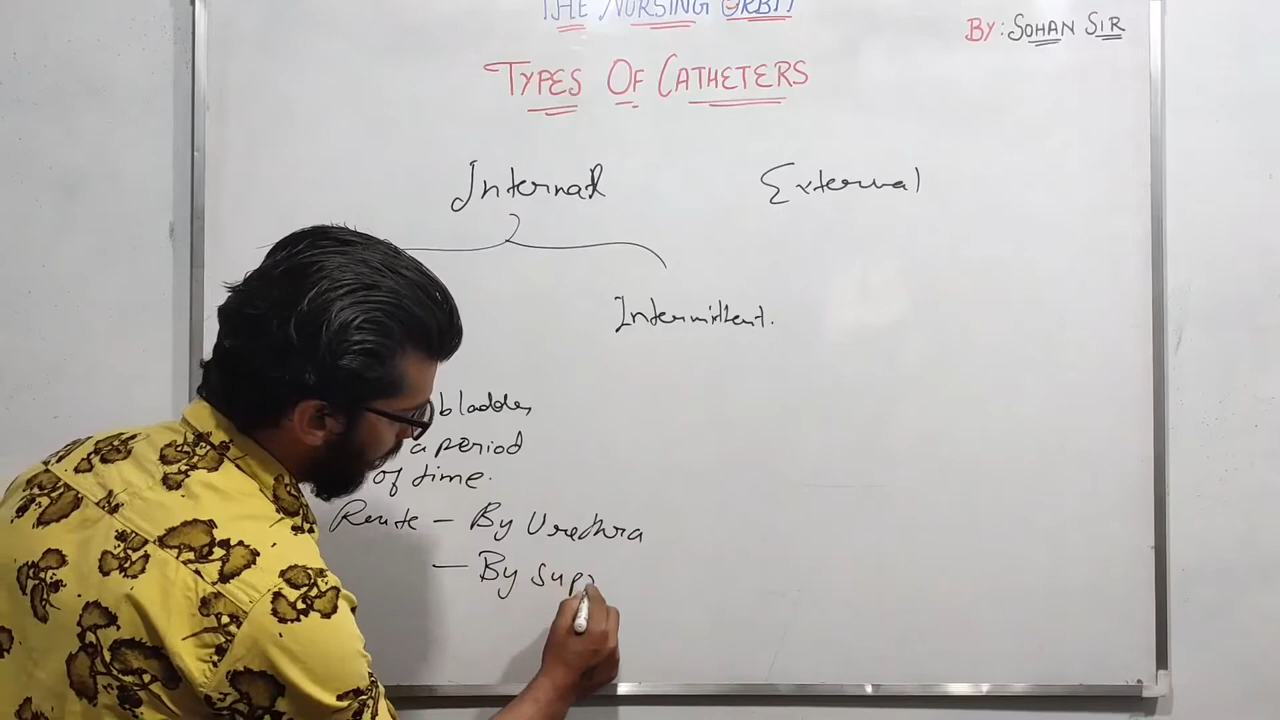 THE NURSING ORBIT
BY: SOHAN SIR
TYPES OF CATHETERS
Internal
External
Intermittent.
bladder
a period
of time.
Route - By Urethra
- By sup